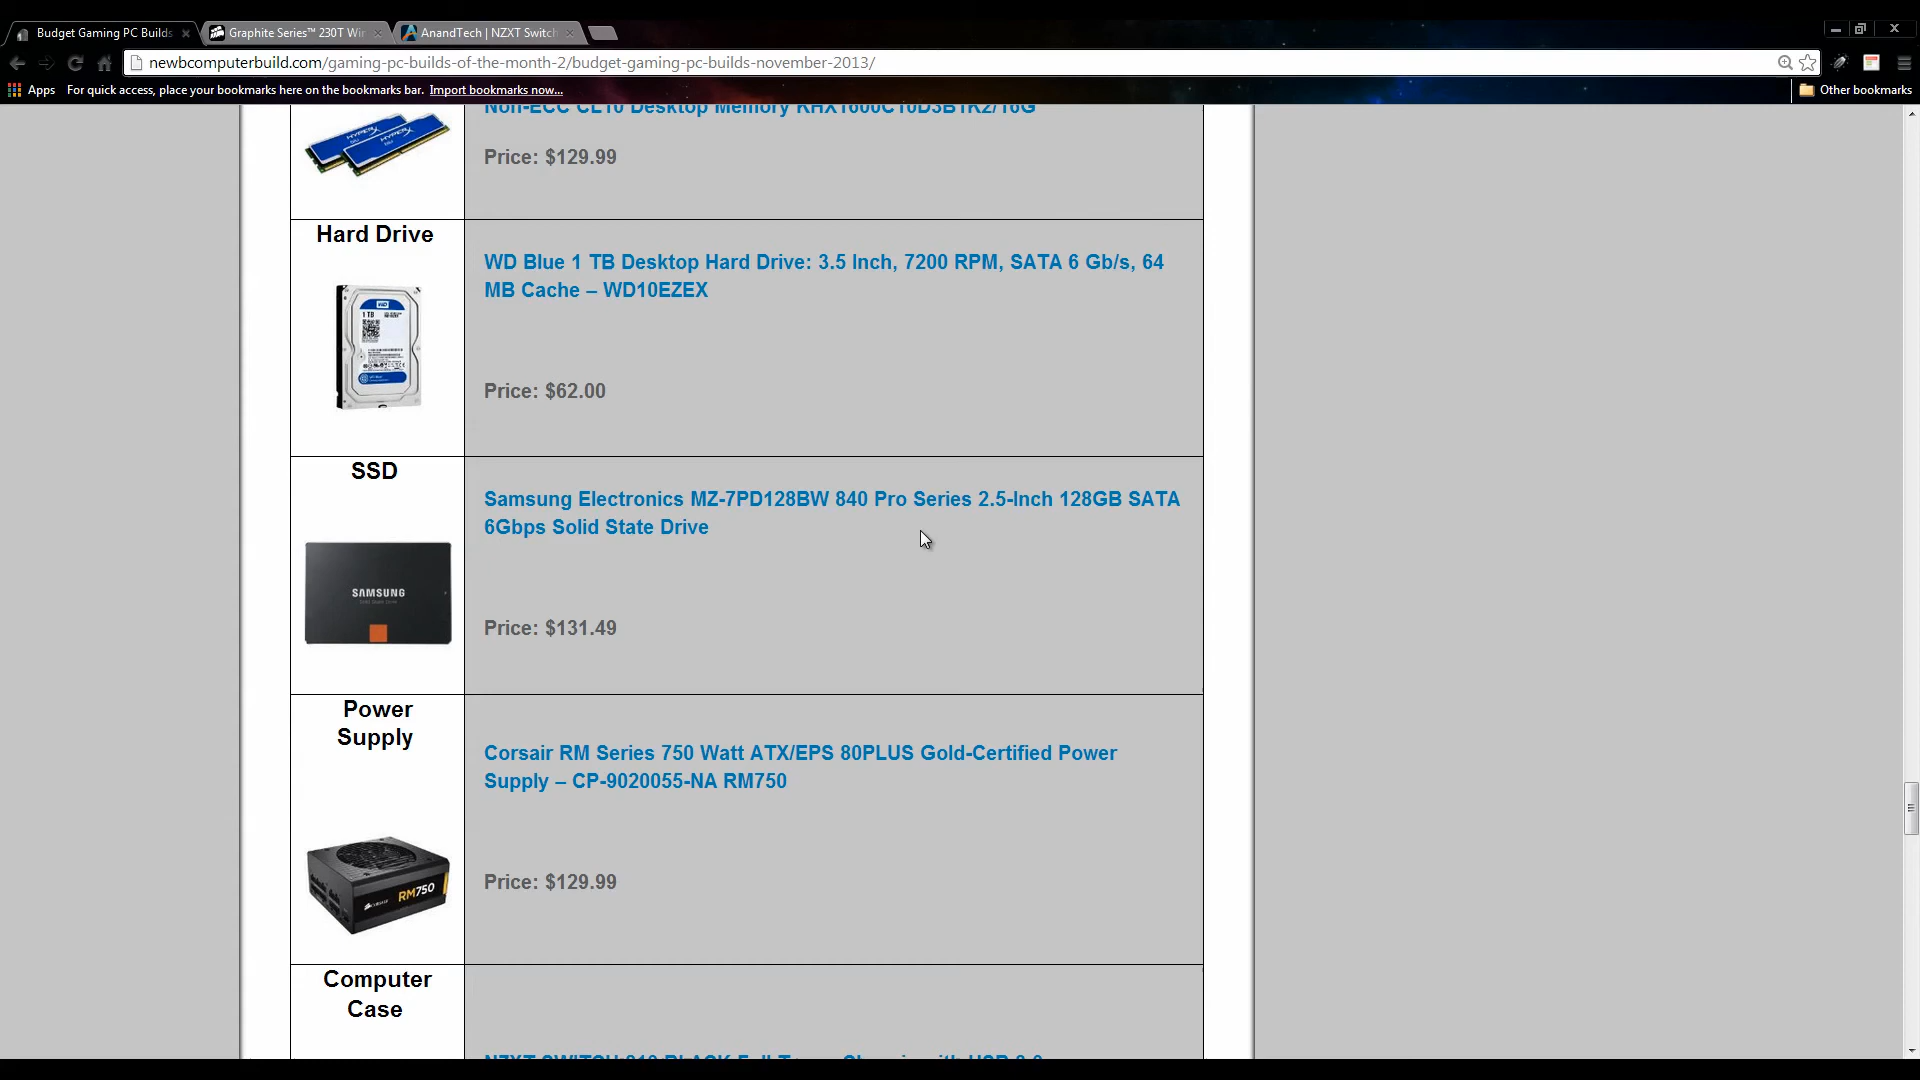 Budget Gaming PC Builds
Graphite Series™ 230T Win
AnandTech | NZXT Switch
newbcomputerbuild.com/gaming-pc-builds-of-the-month-2/budget-gaming-pc-builds-november-2013/
Apps For quick access, place your bookmarks here on the bookmarks bar. Import bookmarks now... Other bookmarks
Non-ECC CL10 Desktop Memory KHX1600C10D3B1K2/16G
HYPERX
HYPERX
Price: $129.99
Hard Drive
WD Blue 1 TB Desktop Hard Drive: 3.5 Inch, 7200 RPM, SATA 6 Gb/s, 64
MB Cache – WD10EZEX
WD
1 TB
Price: $62.00
SSD
Samsung Electronics MZ-7PD128BW 840 Pro Series 2.5-Inch 128GB SATA
6Gbps Solid State Drive
SAMSUNG
Price: $131.49
Power
Supply
Corsair RM Series 750 Watt ATX/EPS 80PLUS Gold-Certified Power
Supply – CP-9020055-NA RM750
RM750
Price: $129.99
Computer
Case
NZXT SWITCH 810 BLACK Full Tower Chassis with USB 3.0